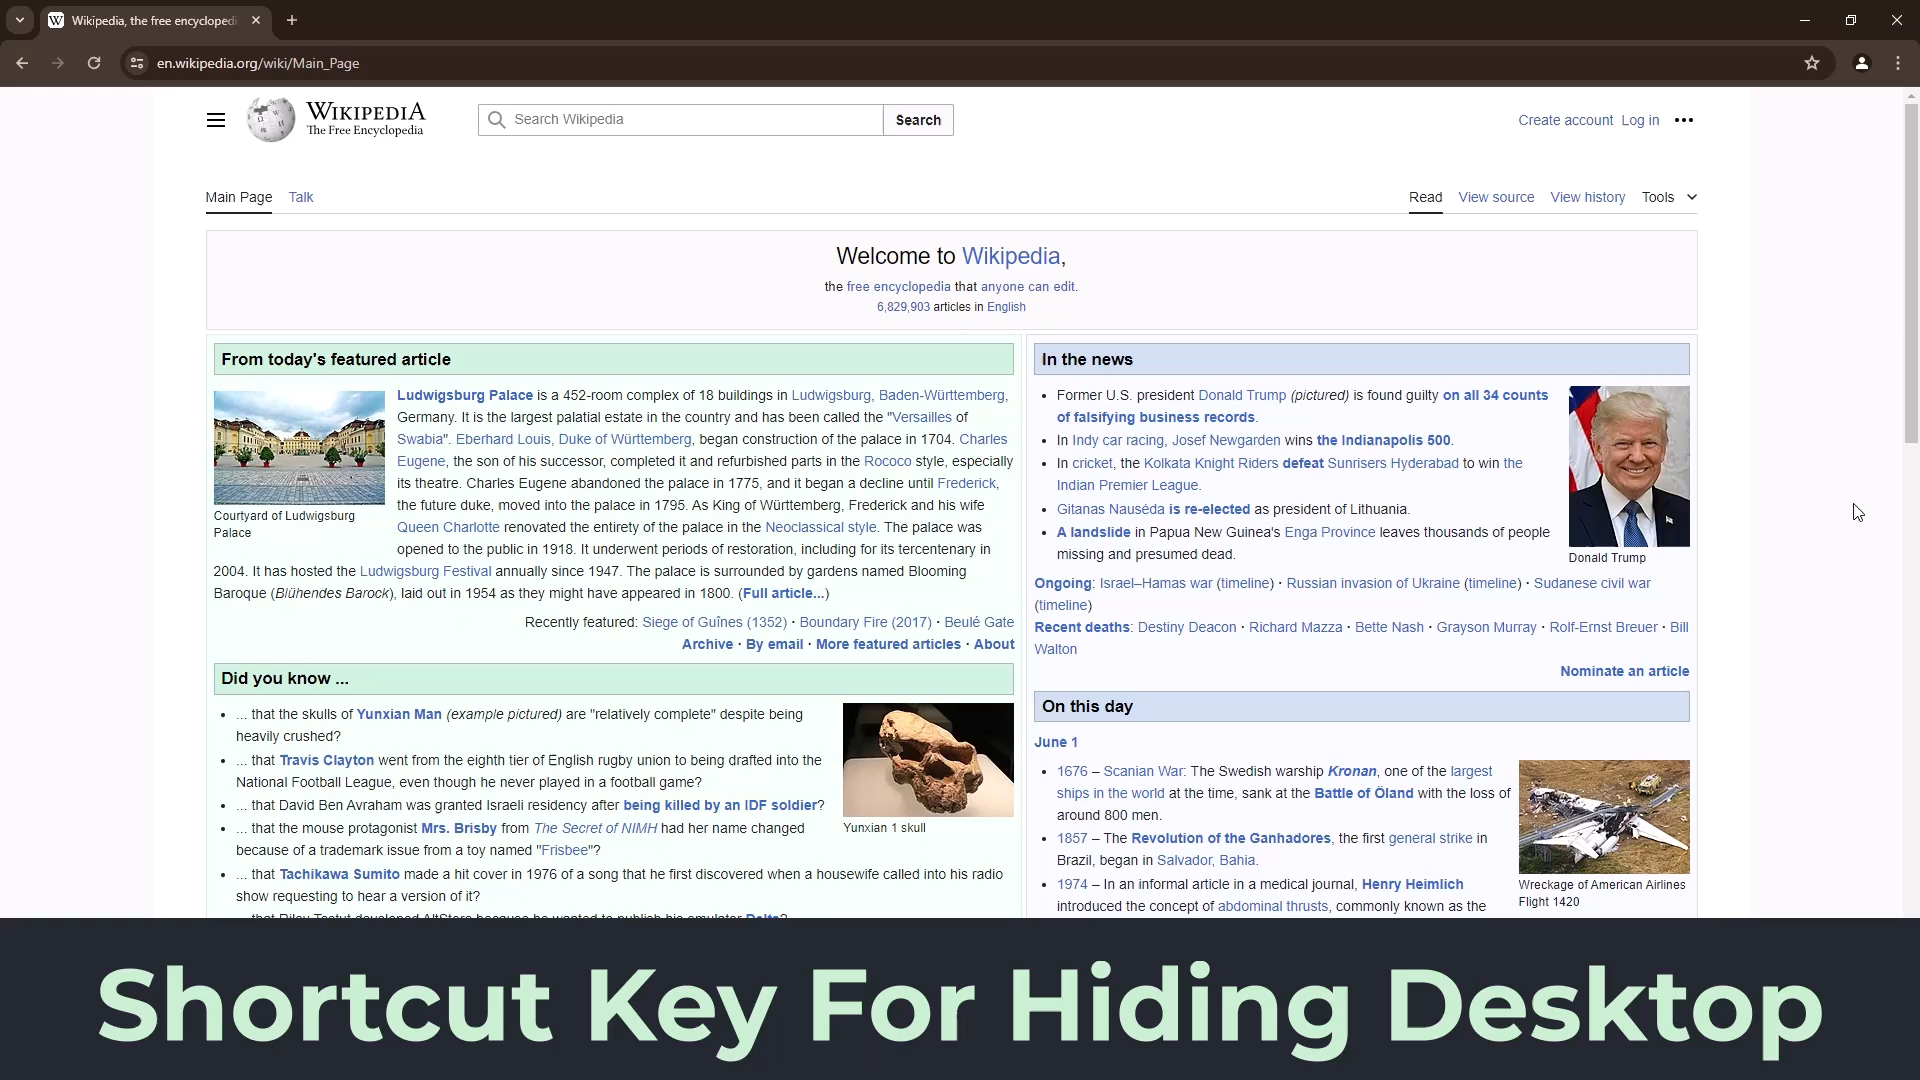 Wikipedia, the free encycloped
en.wikipedia.org/wiki/Main_Page
WIKIPEDIA
The Free Encyclopedia
Search Wikipedia
Search
Create account Log in
Main Page Talk
Read View source View history Tools
Welcome to Wikipedia,
the free encyclopedia that anyone can edit.
6,829,903 articles in English
From today's featured article
Courtyard of Ludwigsburg
Palace
Ludwigsburg Palace is a 452-room complex of 18 buildings in Ludwigsburg, Baden-Württemberg,
Germany. It is the largest palatial estate in the country and has been called the "Versailles of
Swabia". Eberhard Louis, Duke of Württemberg, began construction of the palace in 1704. Charles
Eugene, the son of his successor, completed it and refurbished parts in the Rococo style, especially
its theatre. Charles Eugene abandoned the palace in 1775, and it began a decline until Frederick,
the future duke, moved into the palace in 1795. As King of Württemberg, Frederick and his wife
Queen Charlotte renovated the entirety of the palace in the Neoclassical style. The palace was
opened to the public in 1918. It underwent periods of restoration, including for its tercentenary in
2004. It has hosted the Ludwigsburg Festival annually since 1947. The palace is surrounded by gardens named Blooming
Baroque (Blühendes Barock), laid out in 1954 as they might have appeared in 1800. (Full article...)
Recently featured: Siege of Guînes (1352) · Boundary Fire (2017) · Beulé Gate
Archive · By email · More featured articles · About
Did you know ...
... that the skulls of Yunxian Man (example pictured) are "relatively complete" despite being
heavily crushed?
... that Travis Clayton went from the eighth tier of English rugby union to being drafted into the
National Football League, even though he never played in a football game?
... that David Ben Avraham was granted Israeli residency after being killed by an IDF soldier?
... that the mouse protagonist Mrs. Brisby from The Secret of NIMH had her name changed
because of a trademark issue from a toy named "Frisbee"?
... that Tachikawa Sumito made a hit cover in 1976 of a song that he first discovered when a housewife called into his radio
show requesting to hear a version of it?
... that Riley Testut developed AltStore because he wanted to publish his emulator Delta?
Yunxian 1 skull
In the news
Former U.S. president Donald Trump (pictured) is found guilty on all 34 counts
of falsifying business records.
In Indy car racing, Josef Newgarden wins the Indianapolis 500.
In cricket, the Kolkata Knight Riders defeat Sunrisers Hyderabad to win the
Indian Premier League.
Gitanas Nausėda is re-elected as president of Lithuania.
A landslide in Papua New Guinea's Enga Province leaves thousands of people
missing and presumed dead.
Donald Trump
Ongoing: Israel–Hamas war (timeline) · Russian invasion of Ukraine (timeline) · Sudanese civil war
(timeline)
Recent deaths: Destiny Deacon · Richard Mazza · Bette Nash · Grayson Murray · Rolf-Ernst Breuer · Bill
Walton
Nominate an article
On this day
June 1
1676 – Scanian War: The Swedish warship Kronan, one of the largest
ships in the world at the time, sank at the Battle of Öland with the loss of
around 800 men.
1857 – The Revolution of the Ganhadores, the first general strike in
Brazil, began in Salvador, Bahia.
1974 – In an informal article in a medical journal, Henry Heimlich
introduced the concept of abdominal thrusts, commonly known as the
Wreckage of American Airlines
Flight 1420
Shortcut Key For Hiding Desktop